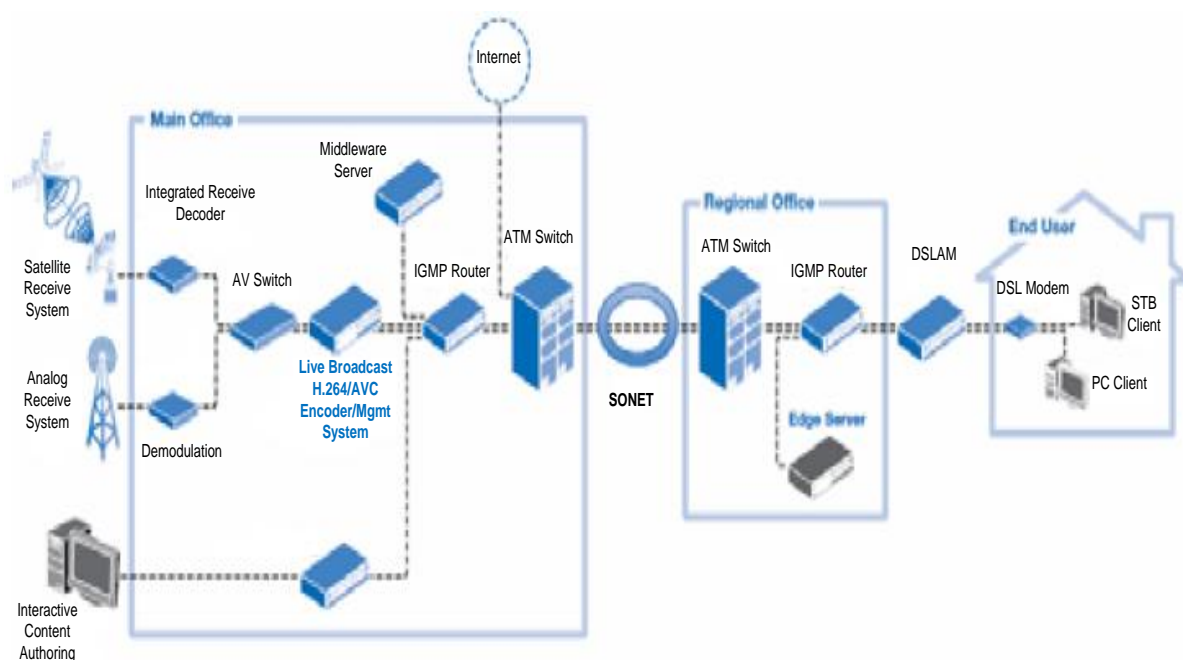 Internet
Main Office
Middleware
Server
Integrated Receive
Decoder
ATM Switch
Satellite
Receive
System
AV Switch
IGMP Router
Live Broadcast
H.264/AVC
Encoder/Mgmt
System
Analog
Receive
System
Demodulation
Interactive
Content
Authoring
SONET
Regional Office
ATM Switch
IGMP Router
Edge Server
DSLAM
End User
DSL Modem
STB
Client
PC Client